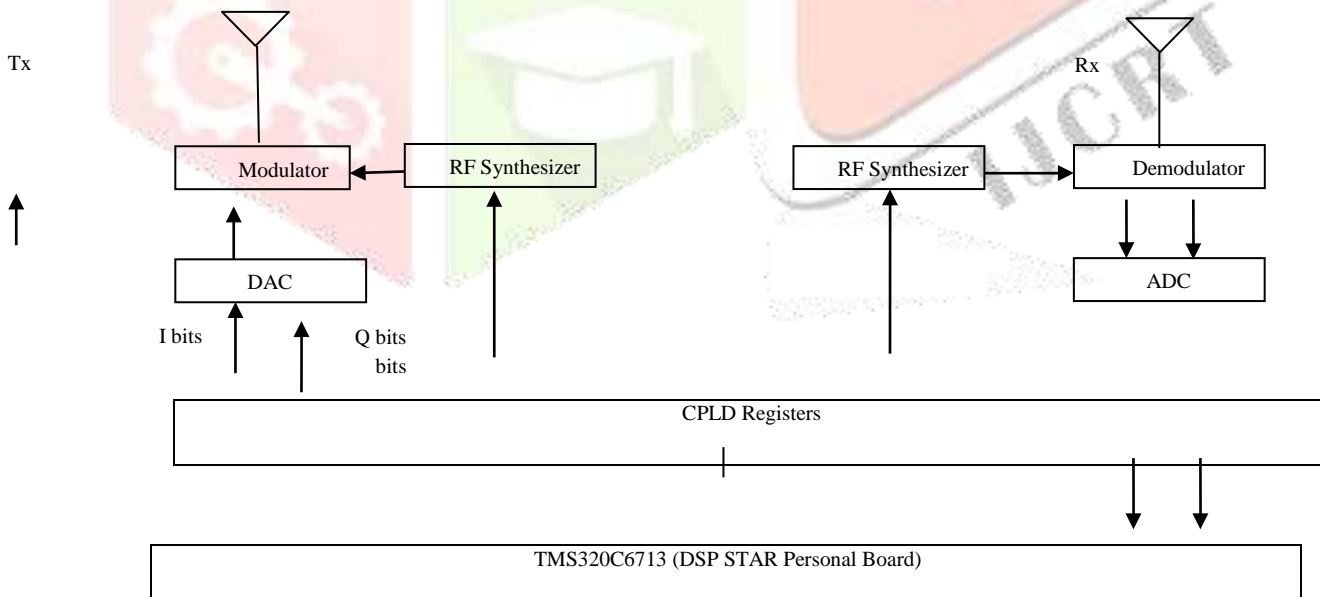 Tx
Rx
IJCRT
Modulator
RF Synthesizer
RF Synthesizer
Demodulator
DAC
ADC
I bits
Q bits
bits
CPLD Registers
TMS320C6713 (DSP STAR Personal Board)